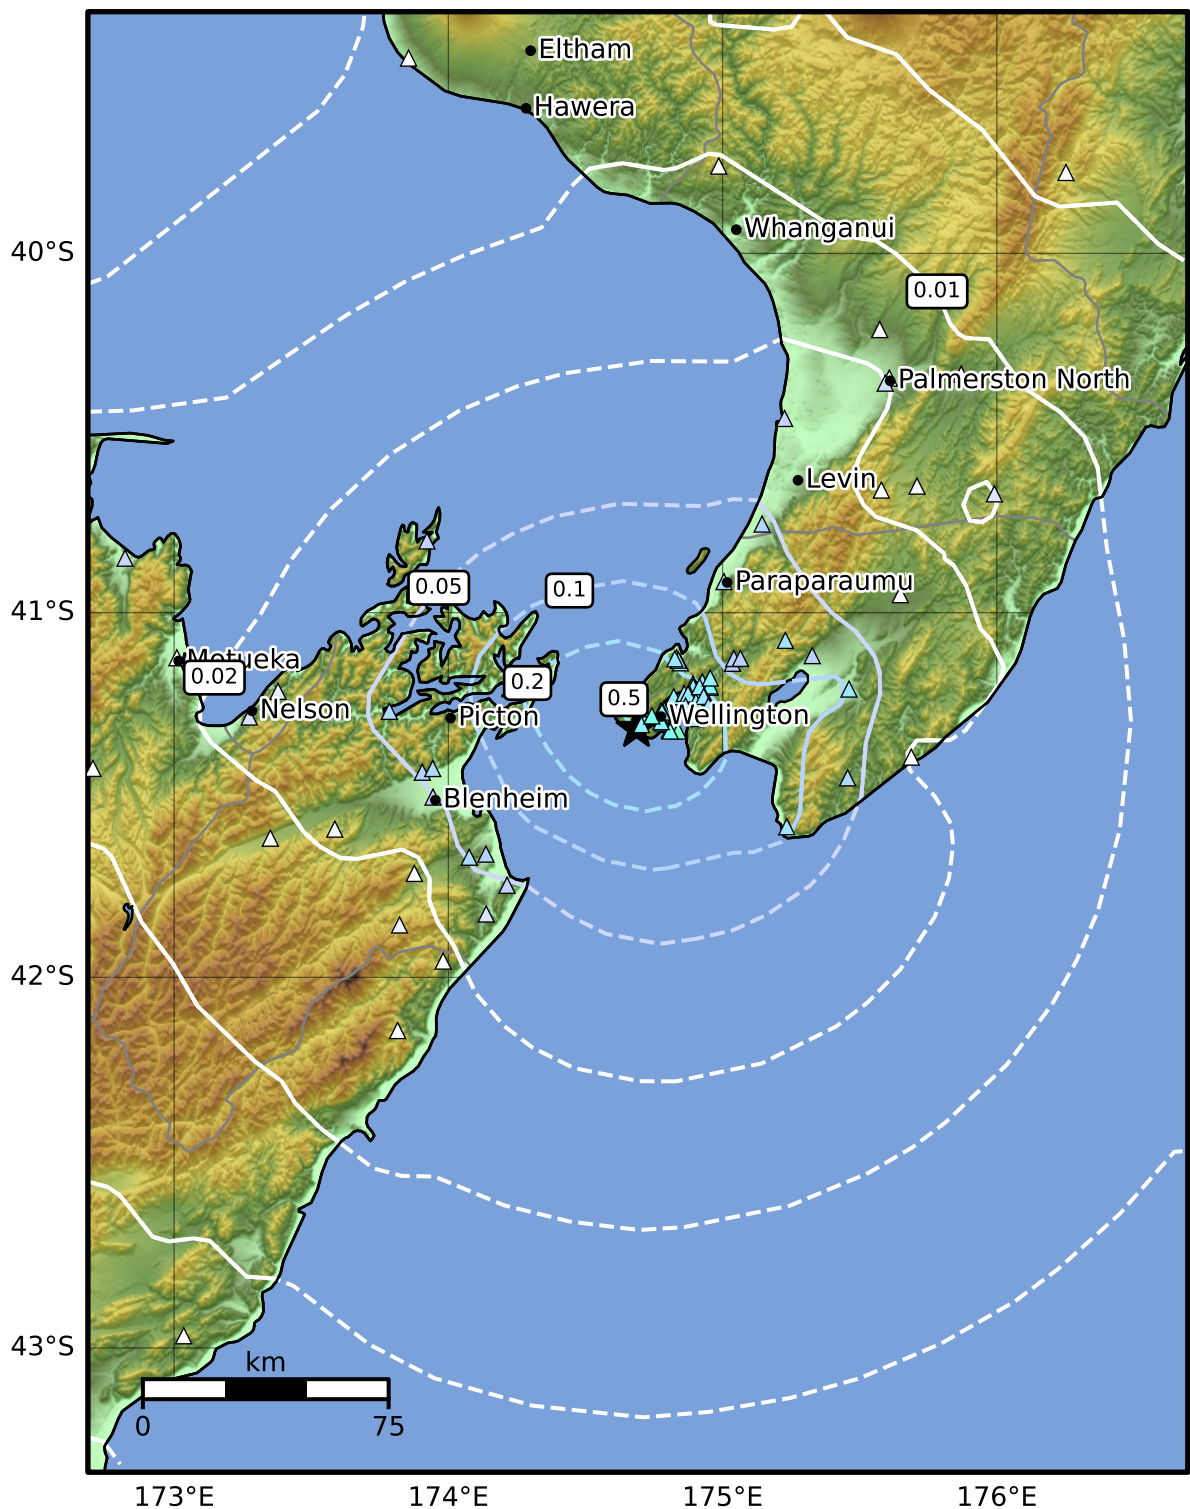 Eltham
Hawera
Whanganui
40°S
0.01
Palmerston North
Levin
Paraparaumu
0.05
0.1
41°S
Motueka
0.02
0.2
0.5
Nelson
Picton
Wellington
Blenheim
42°S
43°S
km
0
75
173°E
174°E
175°E
176°E